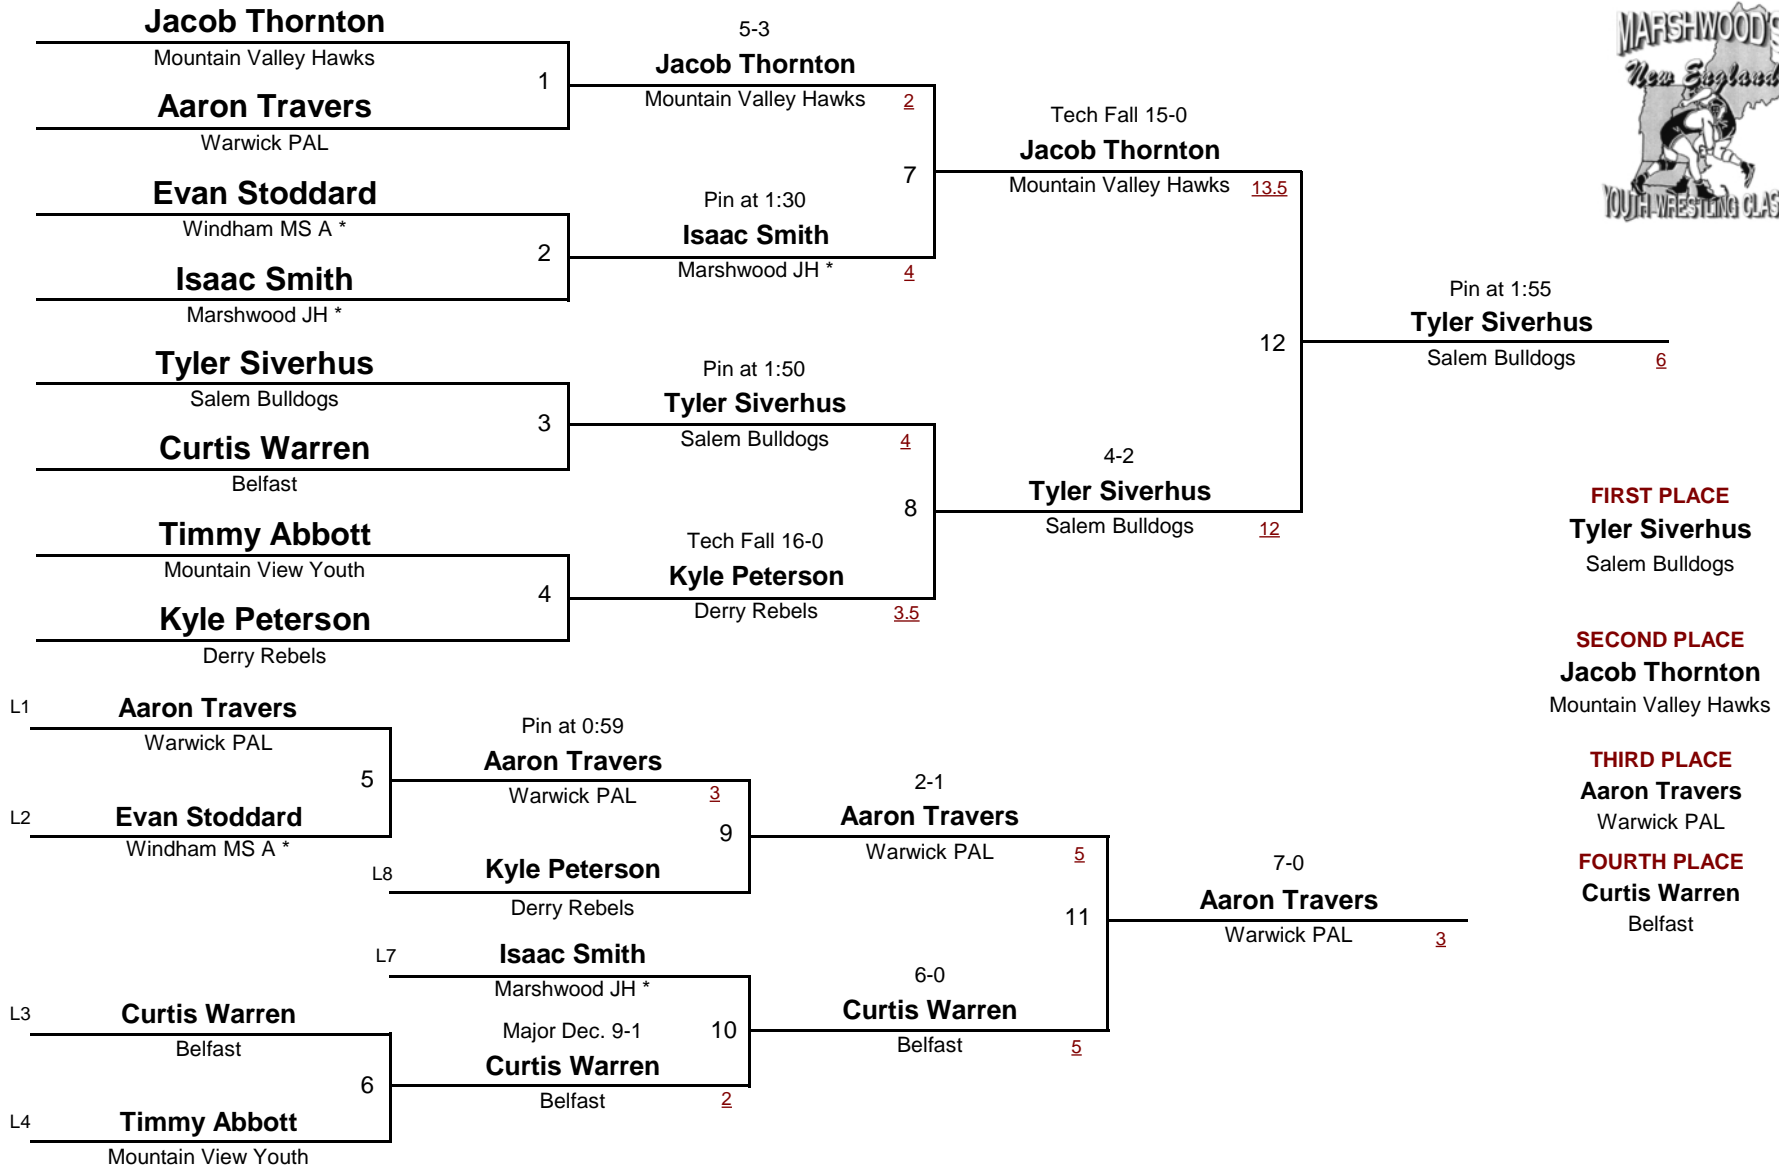 Jacob Thornton
Mountain Valley Hawks
1
Aaron Travers
Warwick PAL
Evan Stoddard
Windham MS A *
2
Isaac Smith
Marshwood JH *
Tyler Siverhus
Salem Bulldogs
3
Curtis Warren
Belfast
Timmy Abbott
Mountain View Youth
4
Kyle Peterson
Derry Rebels
5-3
Jacob Thornton
Mountain Valley Hawks 2
7
Pin at 1:30
Isaac Smith
Marshwood JH * 4
Pin at 1:50
Tyler Siverhus
Salem Bulldogs 4
8
Tech Fall 16-0
Kyle Peterson
Derry Rebels 3.5
Tech Fall 15-0
Jacob Thornton
Mountain Valley Hawks 13.5
12
4-2
Tyler Siverhus
Salem Bulldogs 12
Pin at 1:55
Tyler Siverhus
Salem Bulldogs 6
MARSHWOOD'S
New England
YOUTH WRESTLING
FIRST PLACE
Tyler Siverhus
Salem Bulldogs
SECOND PLACE
Jacob Thornton
Mountain Valley Hawks
THIRD PLACE
Aaron Travers
Warwick PAL
FOURTH PLACE
Curtis Warren
Belfast
L1 Aaron Travers
Warwick PAL
5
L2 Evan Stoddard
Windham MS A *
Pin at 0:59
Aaron Travers
Warwick PAL 3
9
L8 Kyle Peterson
Derry Rebels
L7 Isaac Smith
Marshwood JH *
10
Major Dec. 9-1
Curtis Warren
Belfast 2
L3 Curtis Warren
Belfast
6
L4 Timmy Abbott
Mountain View Youth
2-1
Aaron Travers
Warwick PAL 5
11
6-0
Curtis Warren
Belfast 5
7-0
Aaron Travers
Warwick PAL 3